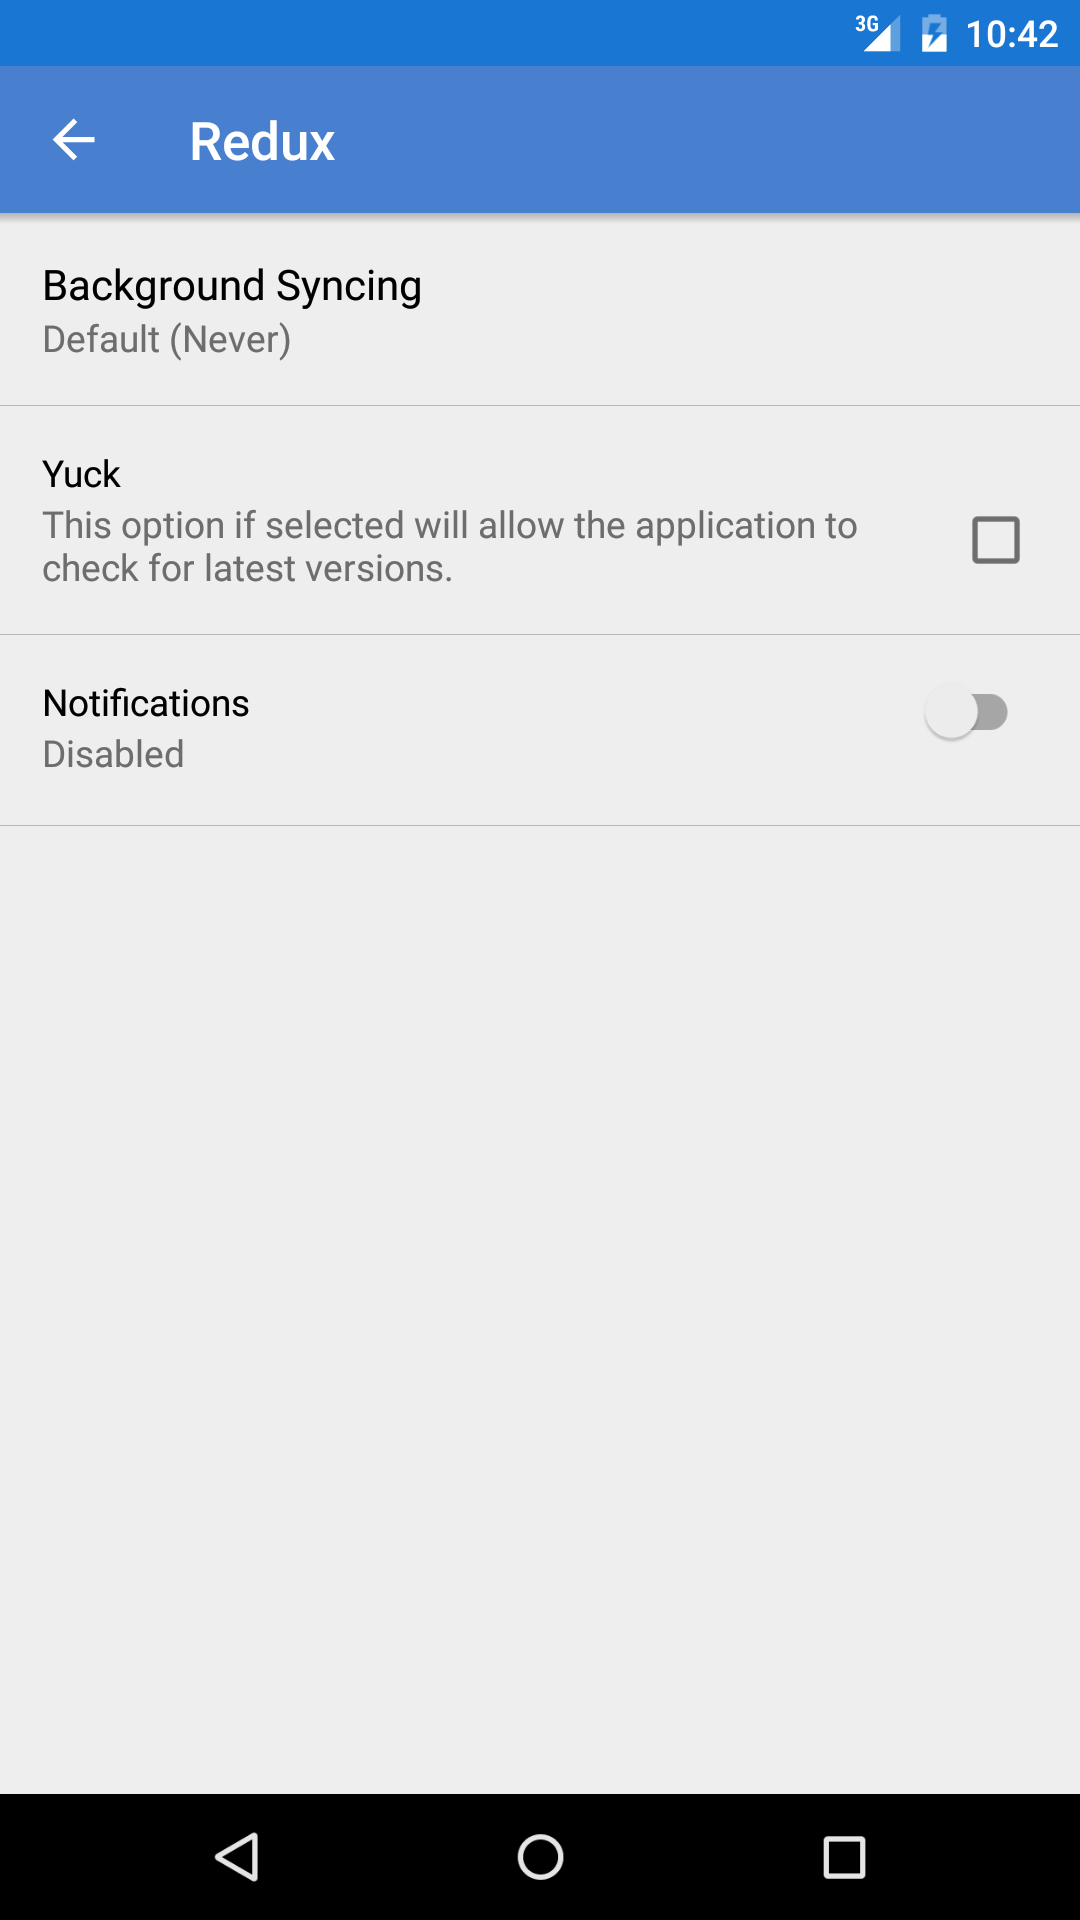 3G 10:42
Redux
Background Syncing
Default (Never)
Yuck
This option if selected will allow the application to
check for latest versions.
Notifications
Disabled